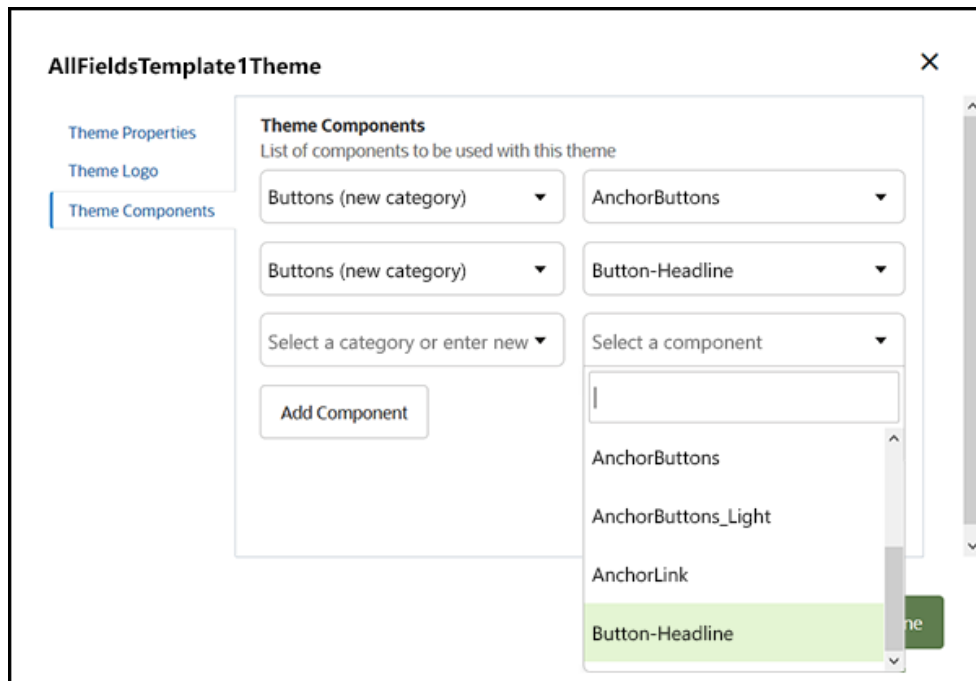 AllFieldsTemplate1Theme
Theme Properties
Theme Logo
Theme Components
Theme Components
List of components to be used with this theme
Buttons (new category)
AnchorButtons
Buttons (new category)
Button-Headline
Select a category or enter new
Select a component
Add Component
AnchorButtons
AnchorButtons_Light
AnchorLink
Button-Headline